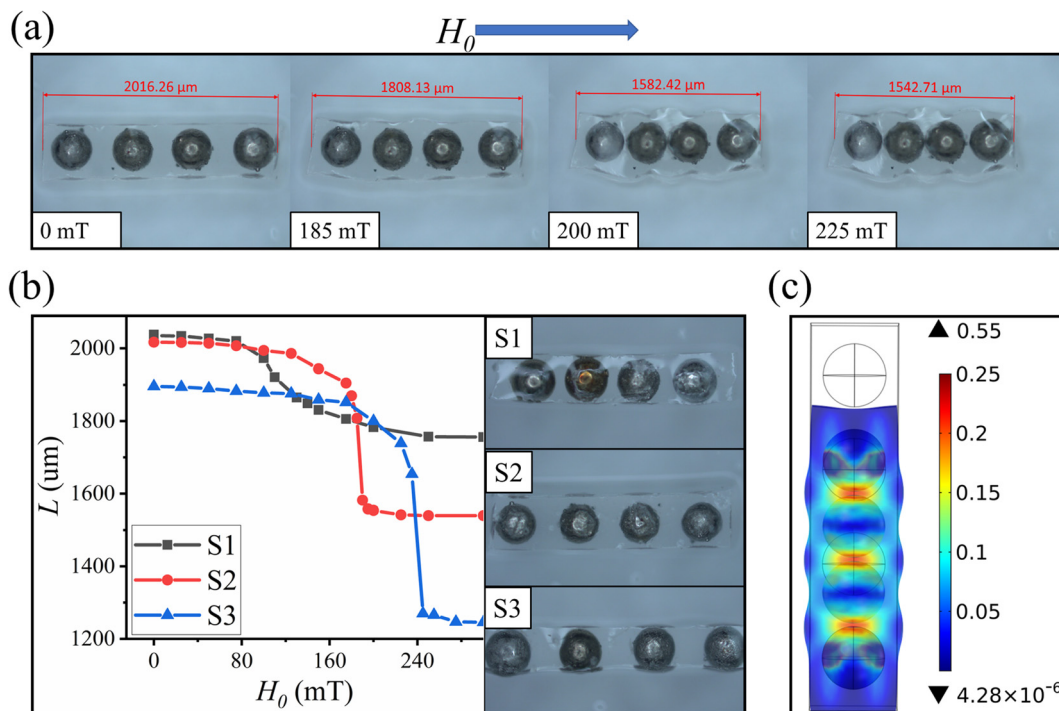 (a)
H0
2016.26 μm
1808.13 μm
1582.42 μm
1542.71 μm
0 mT
185 mT
200 mT
225 mT
(b)
2000
1800
1600
1400
1200
L (um)
0
80
160
240
H0 (mT)
S1
S2
S3
S1
S2
S3
(c)
0.55
0.25
0.2
0.15
0.1
0.05
4.28×10⁻⁶